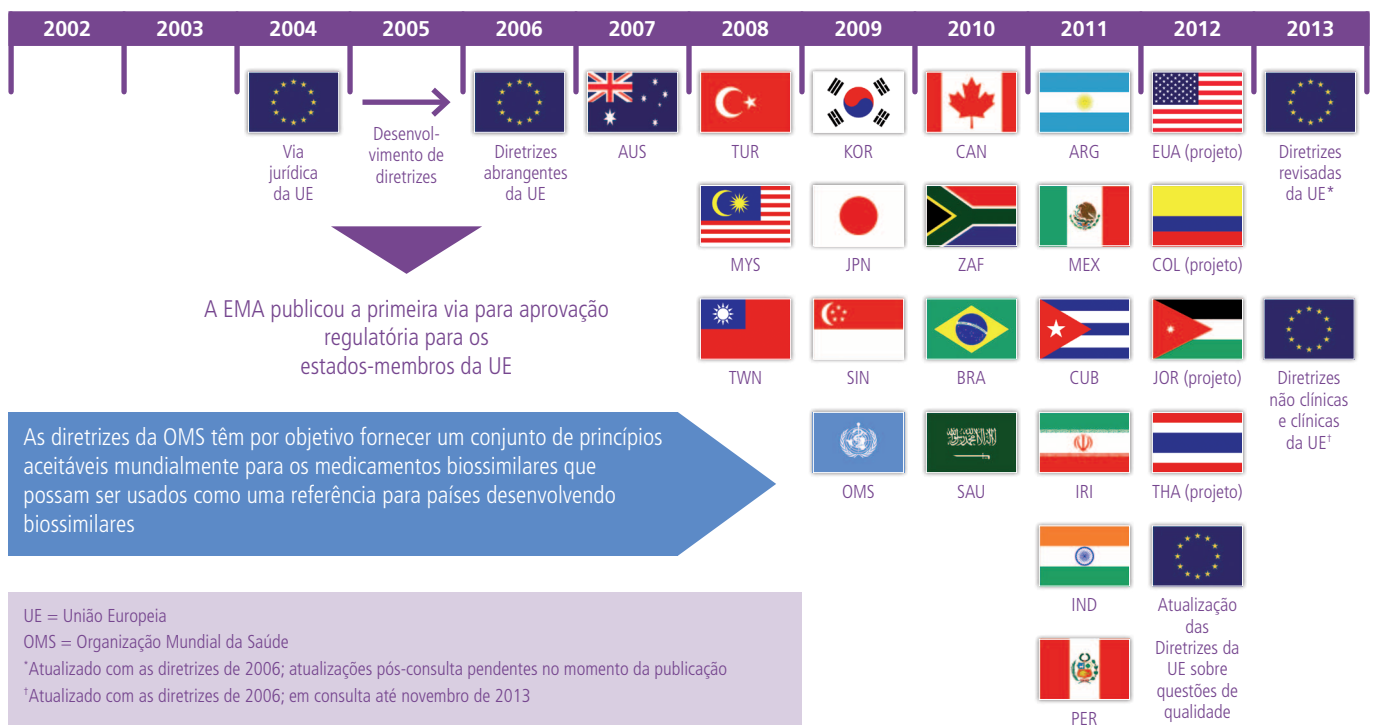 2002 2003 2004 2005 2006 2007 2008 2009 2010 2011 2012 2013
Via
jurídica
da UE
Desenvol-
vimento de
diretrizes
Diretrizes
abrangentes
da UE
AUS
TUR
KOR
CAN
ARG
EUA (projeto)
Diretrizes
revisadas
da UE*
MYS
JPN
ZAF
MEX
COL (projeto)
A EMA publicou a primeira via para aprovação
regulatória para os
estados-membros da UE
TWN
SIN
BRA
CUB
JOR (projeto)
Diretrizes
não clínicas
e clínicas
da UE†
As diretrizes da OMS têm por objetivo fornecer um conjunto de princípios
aceitáveis mundialmente para os medicamentos biossimilares que
possam ser usados como uma referência para países desenvolvendo
biossimilares
OMS
SAU
IRI
THA (projeto)
IND
Atualização
das
Diretrizes da
UE sobre
questões de
qualidade
PER
UE = União Europeia
OMS = Organização Mundial da Saúde
*Atualizado com as diretrizes de 2006; atualizações pós-consulta pendentes no momento da publicação
†Atualizado com as diretrizes de 2006; em consulta até novembro de 2013